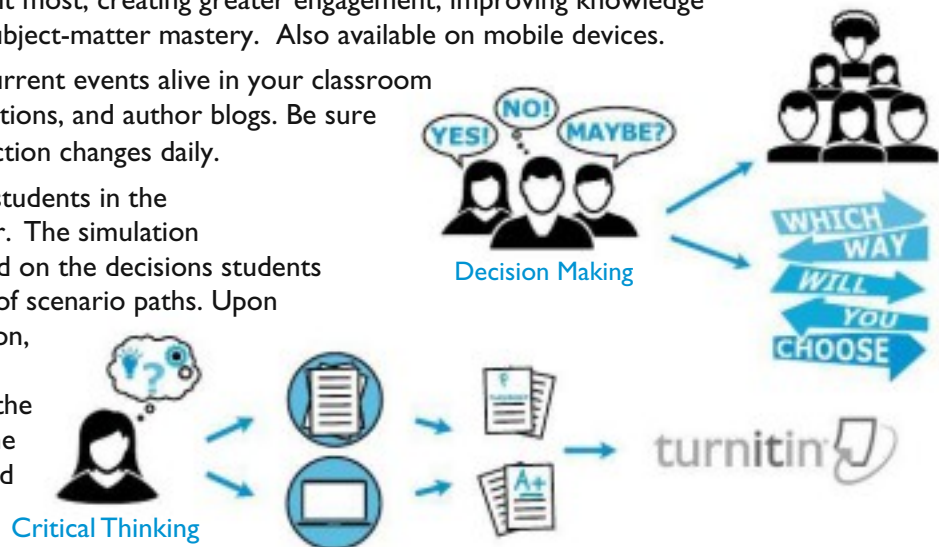 t most, creating greater engagement, improving knowledge
ubject-matter mastery.  Also available on mobile devices.
urrent events alive in your classroom
tions, and author blogs. Be sure
ction changes daily.
students in the
r.  The simulation
d on the decisions students
of scenario paths. Upon
on,
the
ne
d
YES!
NO!
MAYBE?
Decision Making
WHICH
WAY
WILL
YOU
CHOOSE
?
A+
turnitin
Critical Thinking